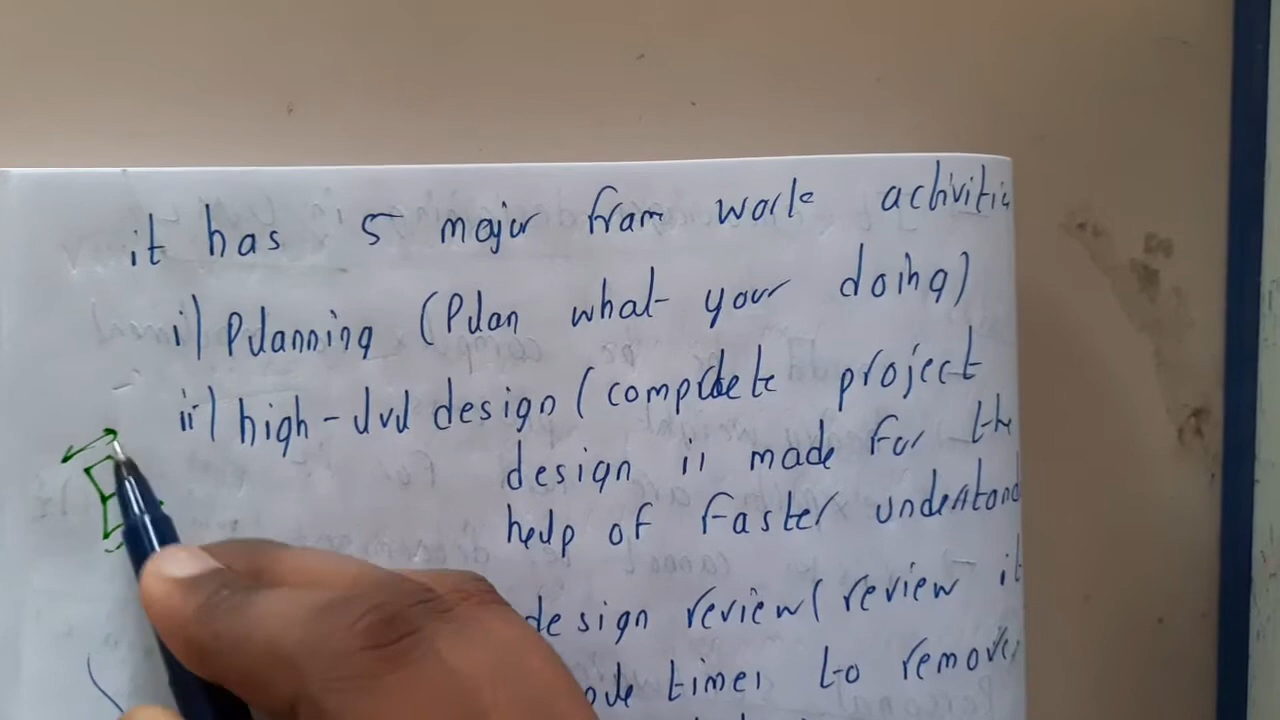 it has 5 major fram work activitie
i) Planning (Plan what your doing)
ii) high-lvl design (complete project
design is made for the
help of faster understand
design review (review it
times to remove